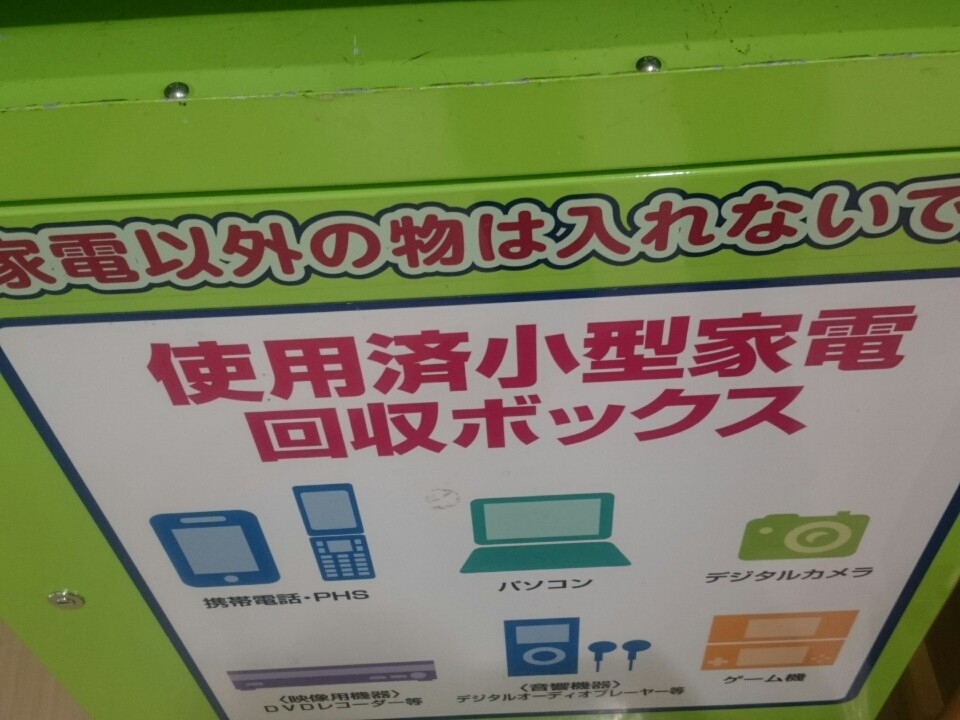 家電以外の物は入れないで
使用済小型家電
回収ボックス
携帯電話・PHS
パソコン
デジタルカメラ
〈映像用機器〉
DVDレコーダー等
〈音響機器〉
デジタルオーディオプレーヤー等
ゲーム機